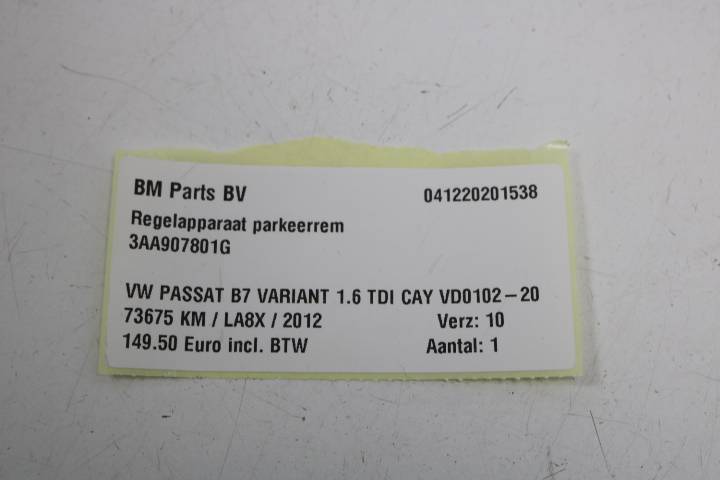 BM Parts BV 041220201538
Regelapparaat parkeerrem
3AA907801G
VW PASSAT B7 VARIANT 1.6 TDI CAY VD0102-20
73675 KM / LA8X / 2012 Verz: 10
149.50 Euro incl. BTW Aantal: 1